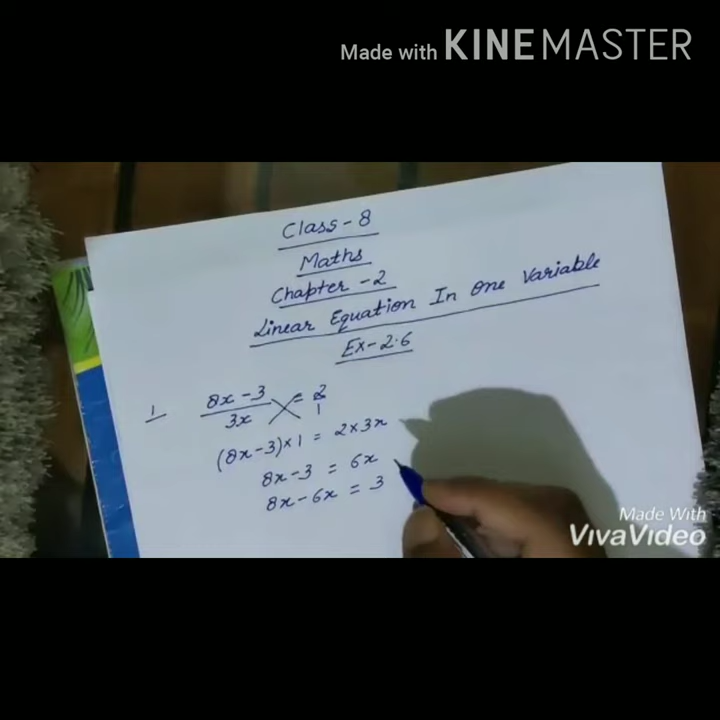 Made with KINEMASTER
Class - 8
Maths
Chapter - 2
Linear Equation In One Variable
Ex - 2.6
1 (8x - 3)/3x = 2/1
(8x - 3) × 1 = 2 × 3x
8x - 3 = 6x
8x - 6x = 3
Made With
VivaVideo